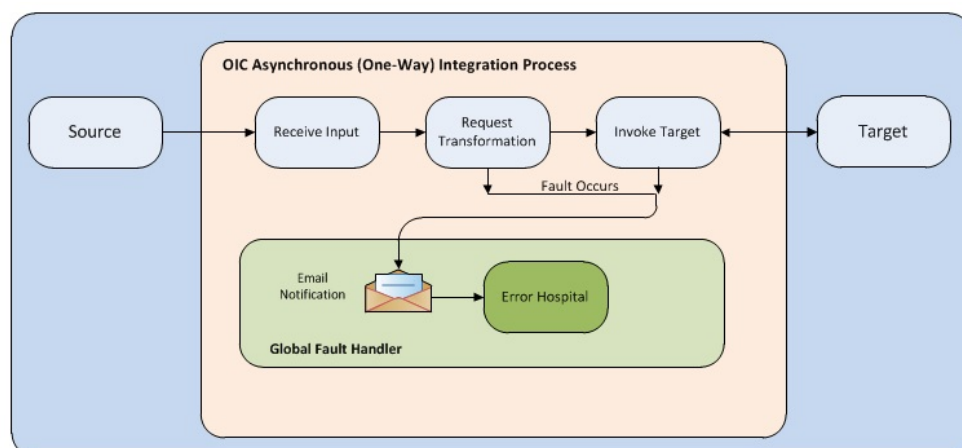 OIC Asynchronous (One-Way) Integration Process
Source
Receive Input
Request
Transformation
Invoke Target
Target
Fault Occurs
Email
Notification
Error Hospital
Global Fault Handler